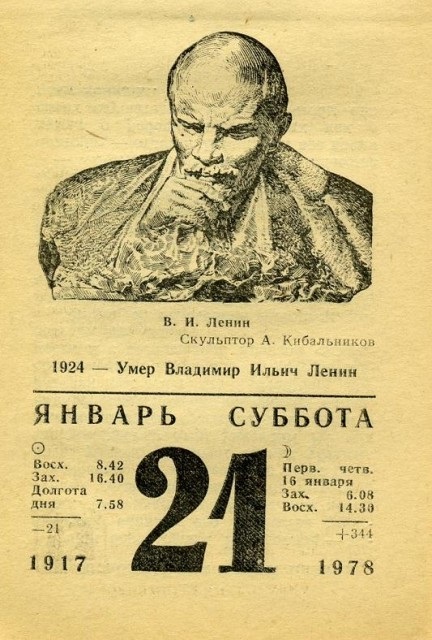 В. И. Ленин
Скульптор А. Кибальников
1924 — Умер Владимир Ильич Ленин
ЯНВАРЬ СУББОТА
Восх. 8.42
Зах. 16.40
Долгота
дня 7.58
—21
1917
21
Перв. четв.
16 января
Зах. 6.08
Восх. 14.30
+344
1978